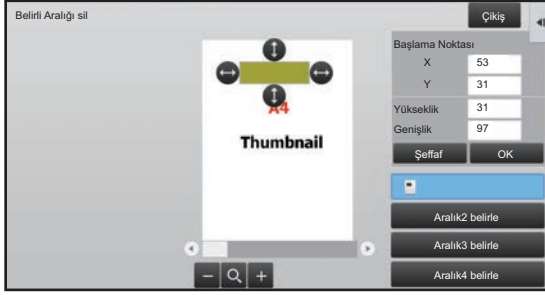 Belirli Aralığı sil
Çıkış
Başlama Noktası
X 53
Y 31
Yükseklik 31
Genişlik 97
Şeffaf OK
A4
Thumbnail
Aralık2 belirle
Aralık3 belirle
Aralık4 belirle